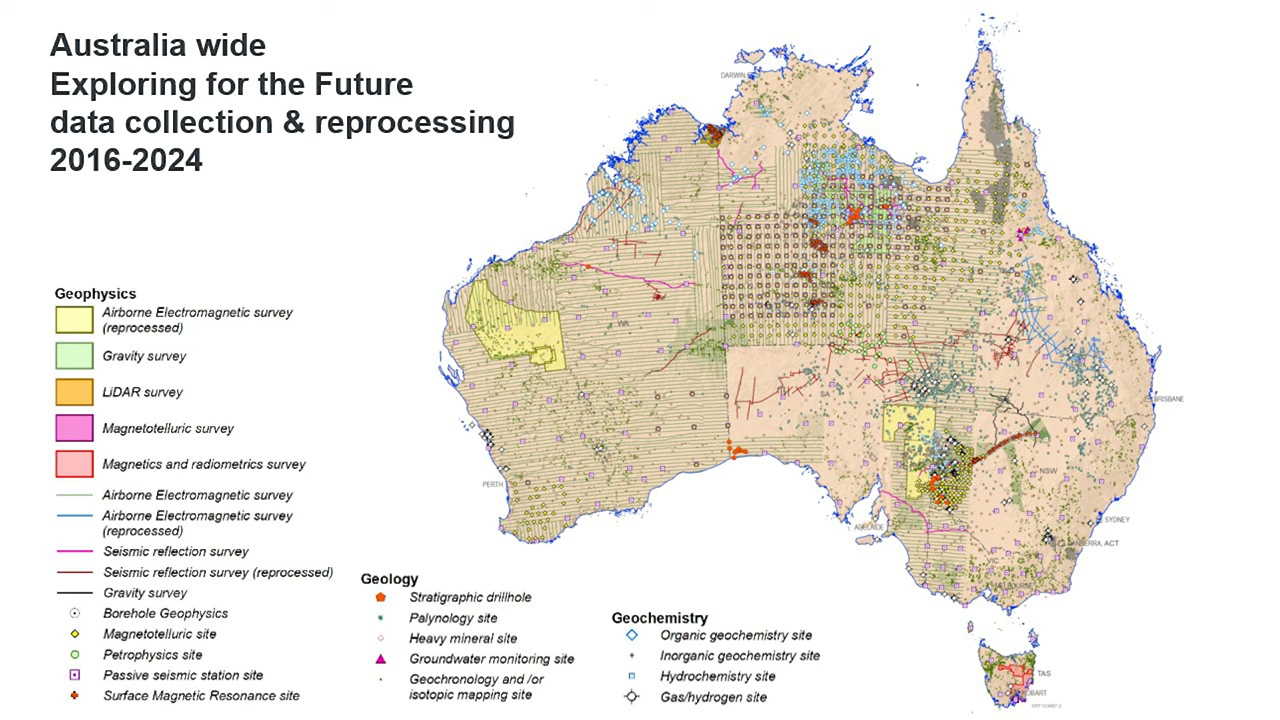 Australia wide
Exploring for the Future
data collection & reprocessing
2016-2024
Geophysics
Airborne Electromagnetic survey
(reprocessed)
Gravity survey
LiDAR survey
Magnetotelluric survey
Magnetics and radiometrics survey
Airborne Electromagnetic survey
Airborne Electromagnetic survey
(reprocessed)
Seismic reflection survey
Seismic reflection survey (reprocessed)
Gravity survey
Borehole Geophysics
Magnetotelluric site
Petrophysics site
Passive seismic station site
Surface Magnetic Resonance site
Geology
Stratigraphic drillhole
Palynology site
Heavy mineral site
Groundwater monitoring site
Geochronology and /or
isotopic mapping site
Geochemistry
Organic geochemistry site
Inorganic geochemistry site
Hydrochemistry site
Gas/hydrogen site
DARWIN
WA
SA
BRISBANE
NSW
PERTH
SYDNEY
ADELAIDE
ACT
VIC
TAS